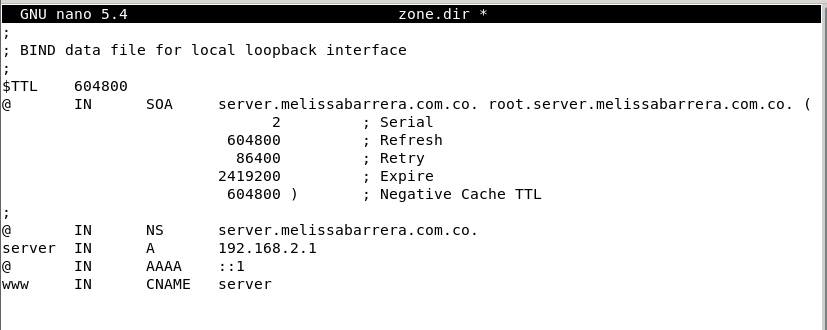 GNU nano 5.4 zone.dir *
;
; BIND data file for local loopback interface
;
$TTL 604800
@ IN SOA server.melissabarrera.com.co. root.server.melissabarrera.com.co. (
2 ; Serial
604800 ; Refresh
86400 ; Retry
2419200 ; Expire
604800 ) ; Negative Cache TTL
;
@ IN NS server.melissabarrera.com.co.
server IN A 192.168.2.1
@ IN AAAA ::1
www IN CNAME server